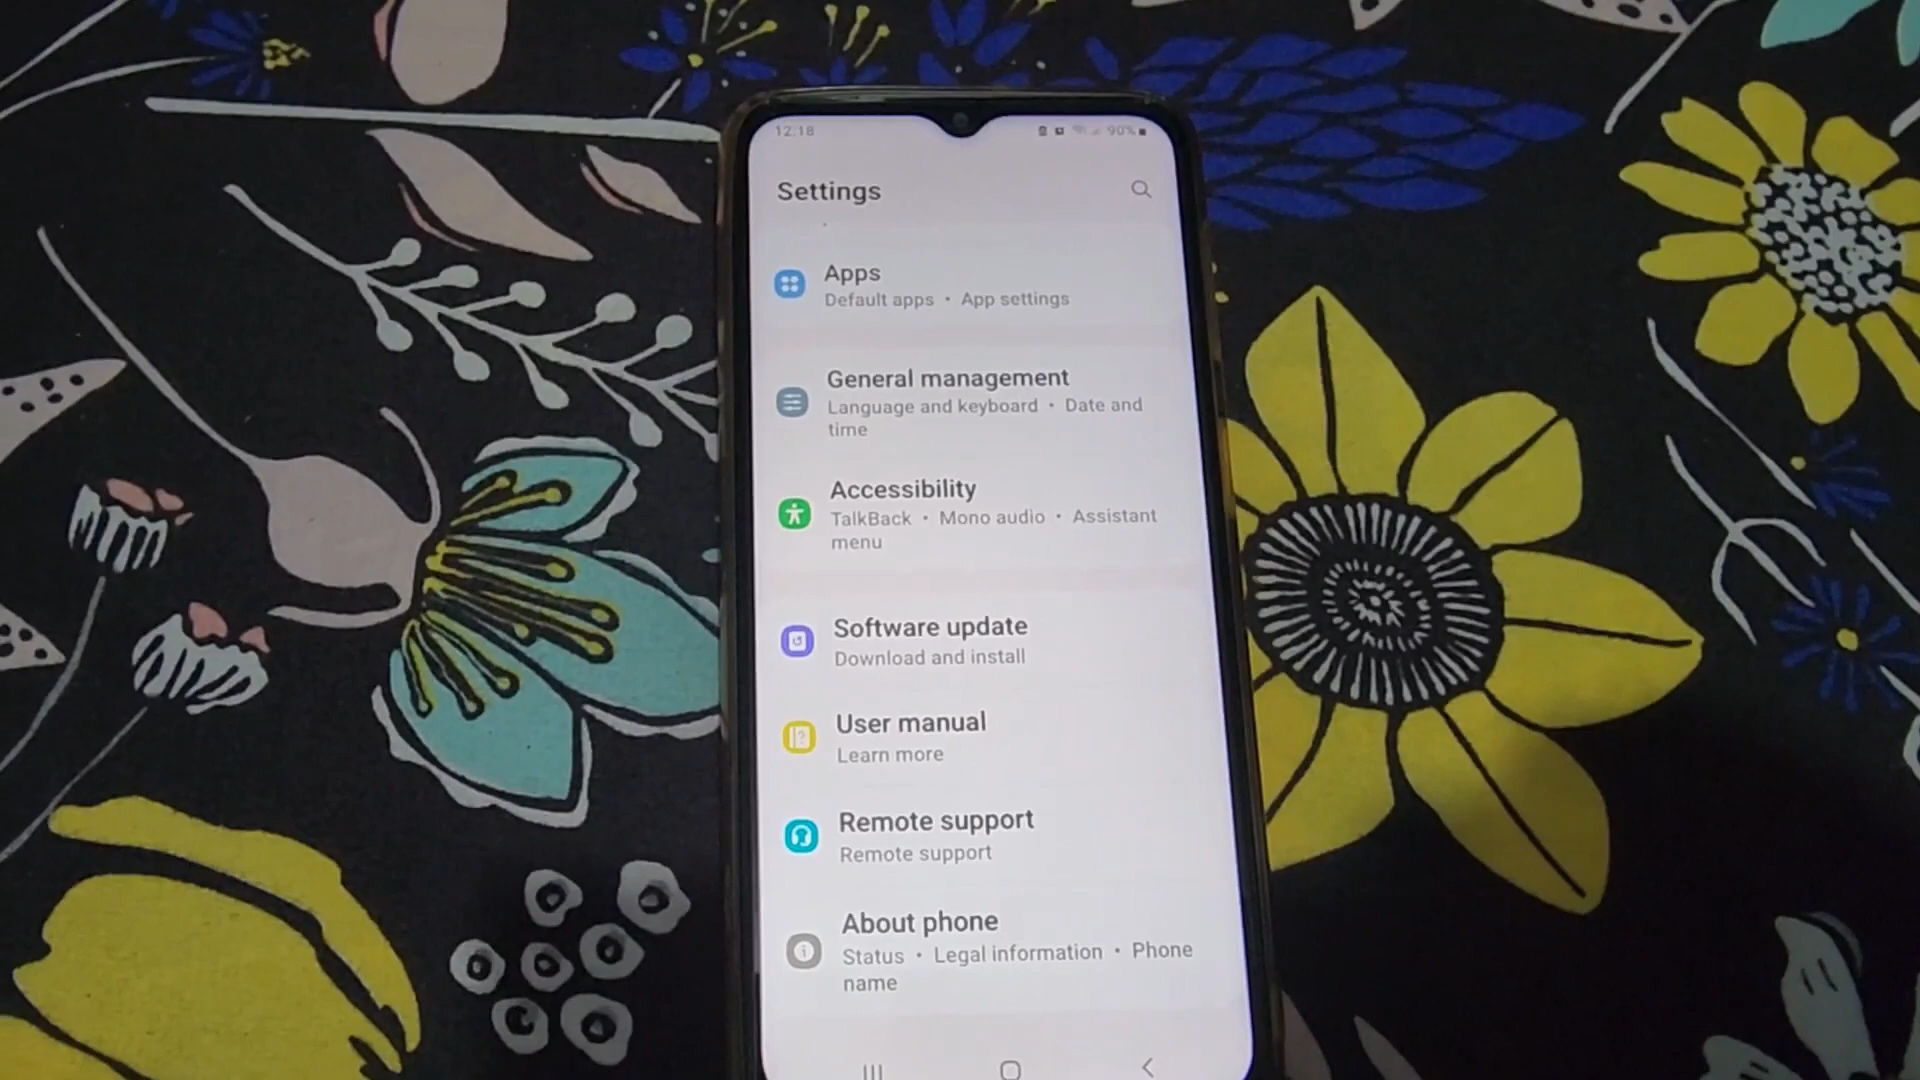 12:18
90%
Settings
Apps
Default apps • App settings
General management
Language and keyboard • Date and
time
Accessibility
TalkBack • Mono audio • Assistant
menu
Software update
Download and install
User manual
Learn more
Remote support
Remote support
About phone
Status • Legal information • Phone
name